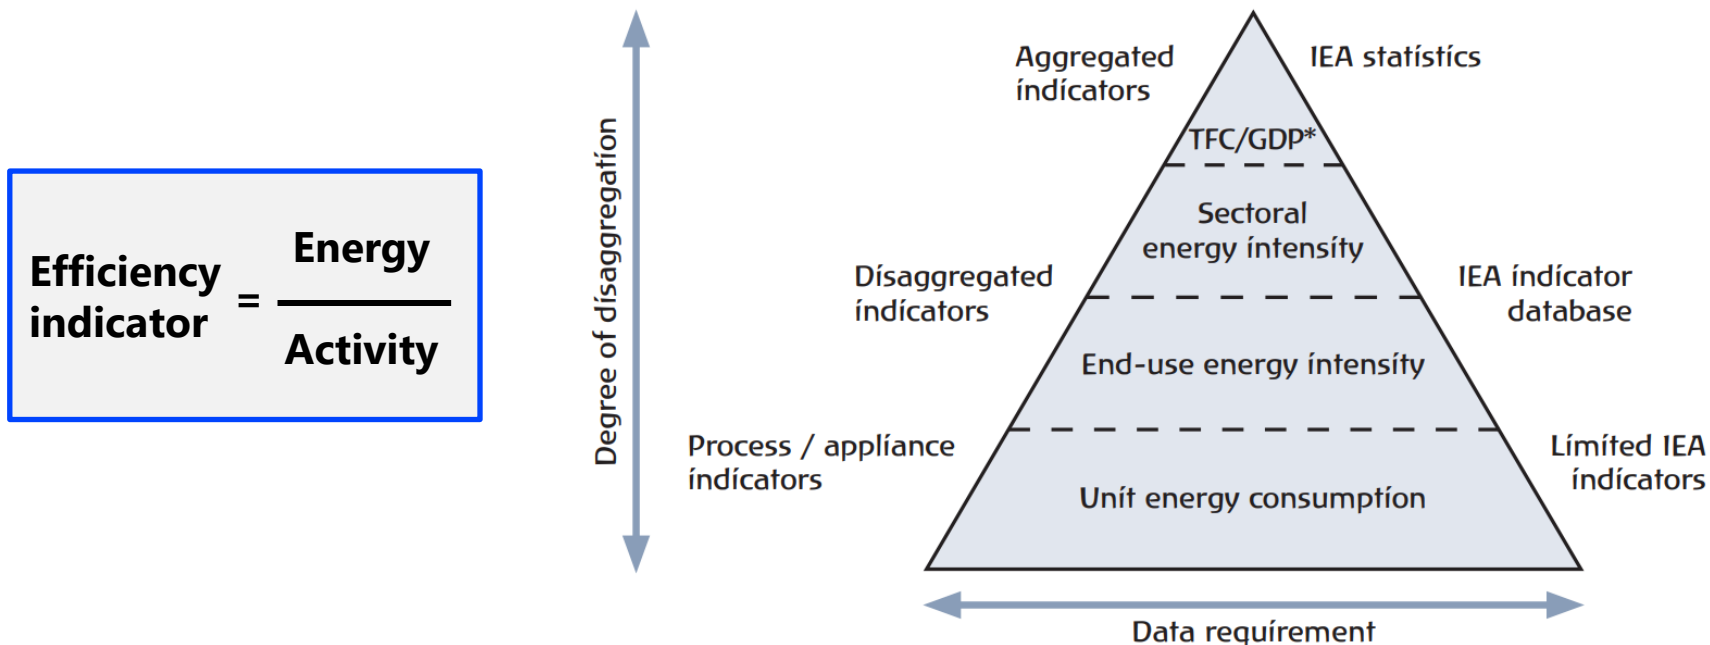 Efficiency
indicator
=
Energy
Activity
Degree of disaggregation
Aggregated
indicators
IEA statistics
TFC/GDP*
Sectoral
energy intensity
Disaggregated
indicators
IEA indicator
database
End-use energy intensity
Process / appliance
indicators
Limited IEA
indicators
Unit energy consumption
Data requirement